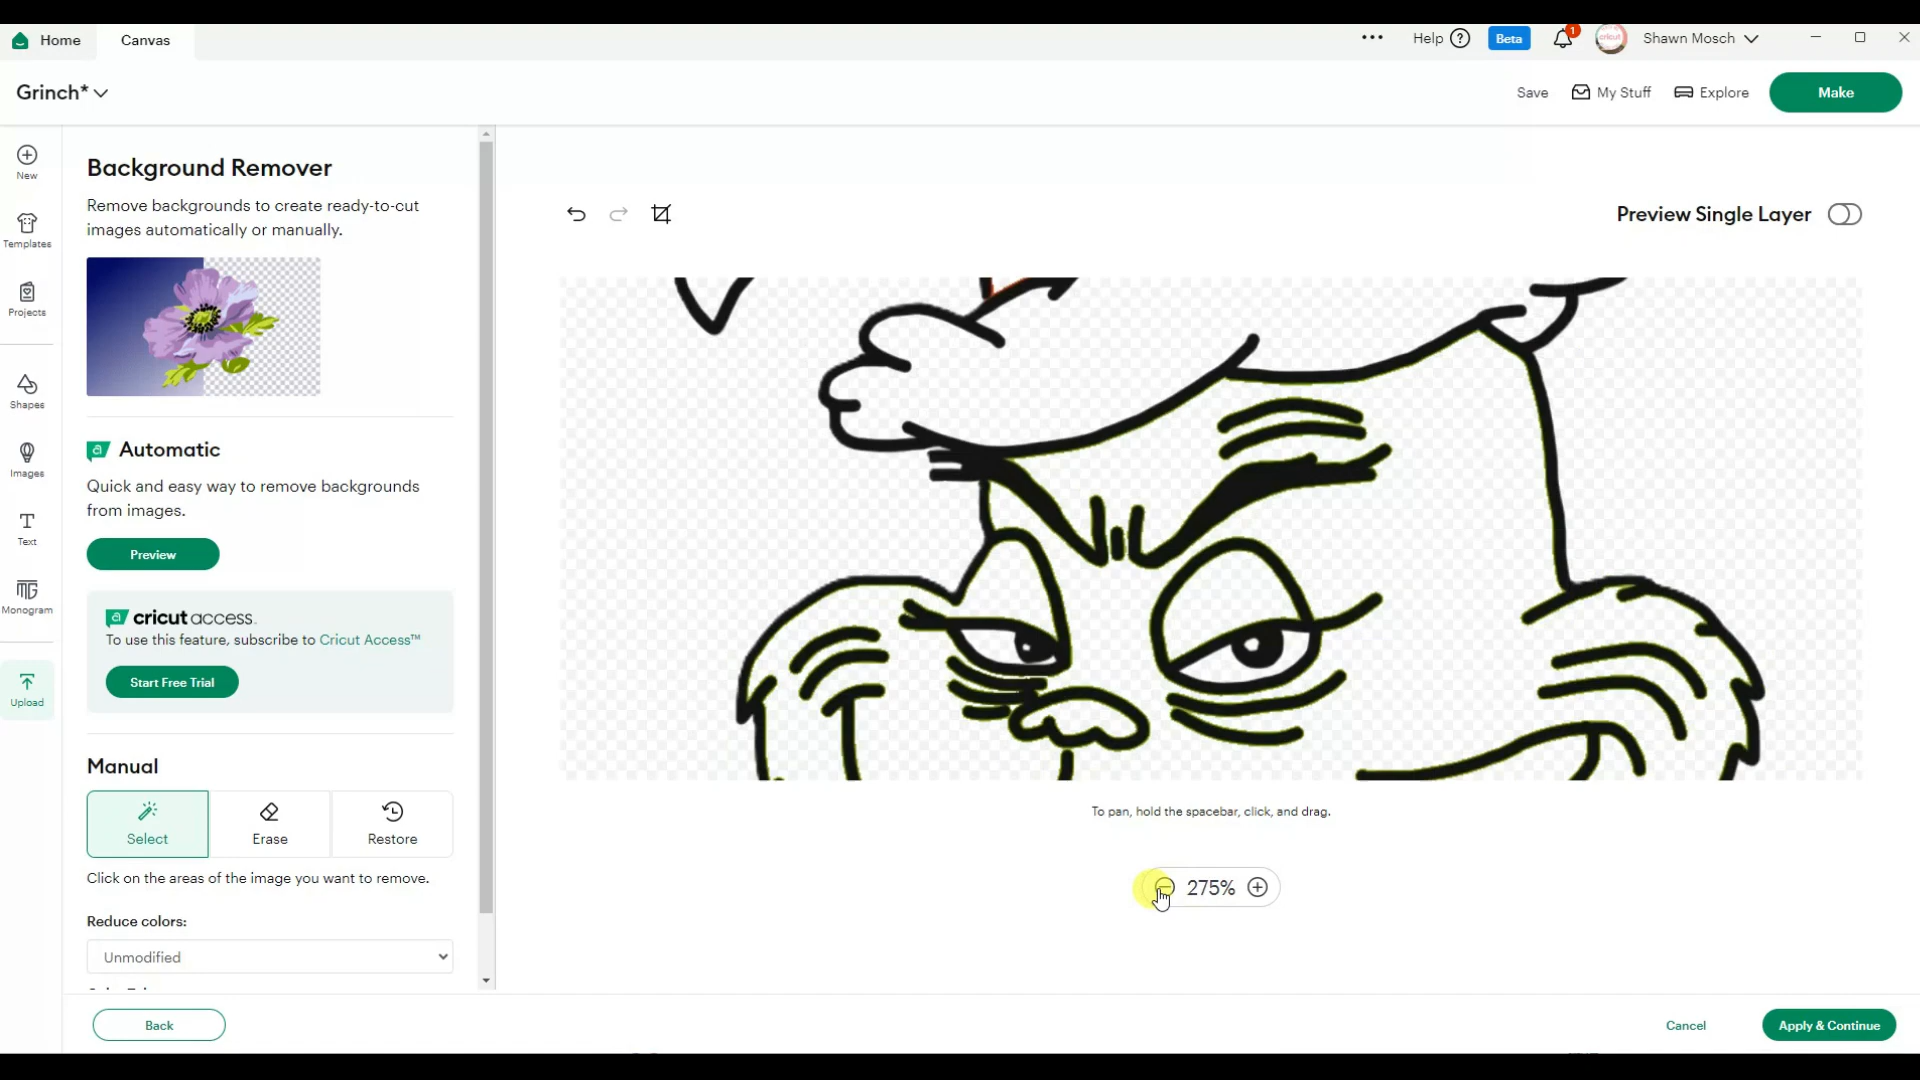 Home
Canvas
Help
Beta
1
cricut
Shawn Mosch
Grinch*
Save
My Stuff
Explore
Make
New
Templates
Projects
Shapes
Images
Text
Monogram
Upload
Background Remover
Remove backgrounds to create ready-to-cut
images automatically or manually.
a Automatic
Quick and easy way to remove backgrounds
from images.
Preview
a cricut access
To use this feature, subscribe to Cricut Access™
Start Free Trial
Manual
Select
Erase
Restore
Click on the areas of the image you want to remove.
Reduce colors:
Unmodified
Preview Single Layer
To pan, hold the spacebar, click, and drag.
275%
Back
Cancel
Apply & Continue